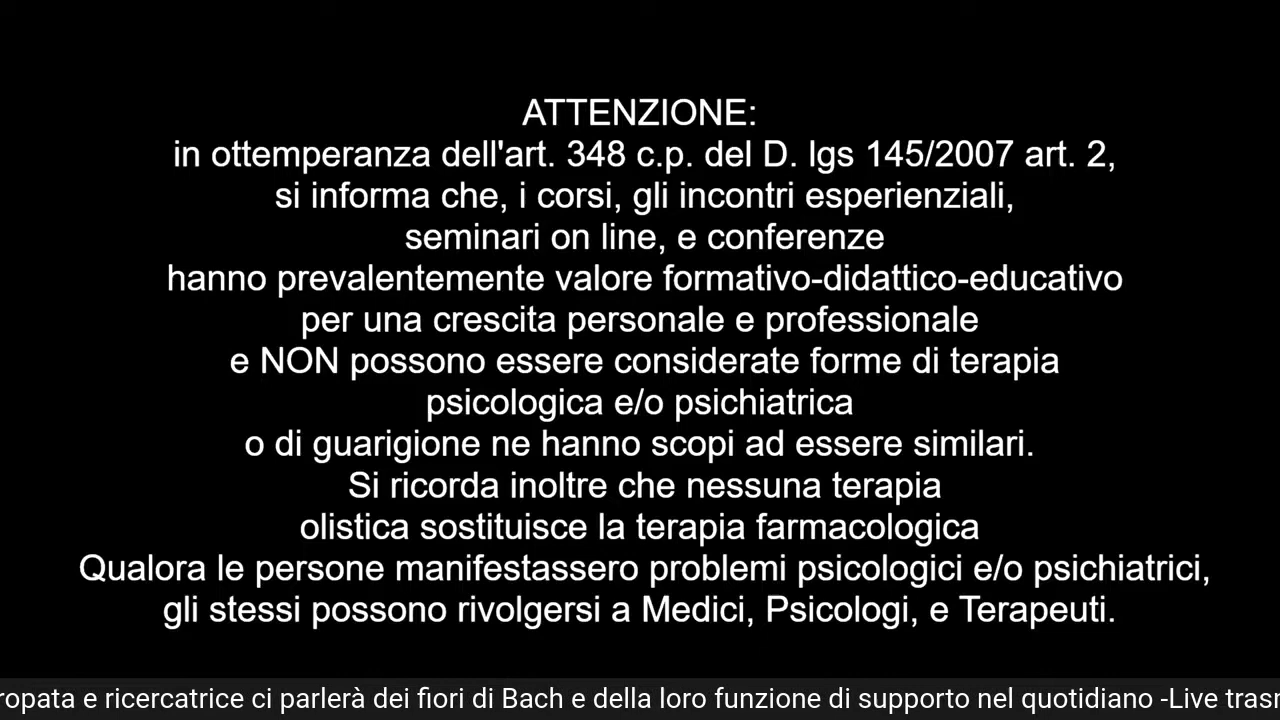 ATTENZIONE:
in ottemperanza dell'art. 348 c.p. del D. lgs 145/2007 art. 2,
si informa che, i corsi, gli incontri esperienziali,
seminari on line, e conferenze
hanno prevalentemente valore formativo-didattico-educativo
per una crescita personale e professionale
e NON possono essere considerate forme di terapia
psicologica e/o psichiatrica
o di guarigione ne hanno scopi ad essere similari.
Si ricorda inoltre che nessuna terapia
olistica sostituisce la terapia farmacologica
Qualora le persone manifestassero problemi psicologici e/o psichiatrici,
gli stessi possono rivolgersi a Medici, Psicologi, e Terapeuti.
ropata e ricercatrice ci parlerà dei fiori di Bach e della loro funzione di supporto nel quotidiano -Live